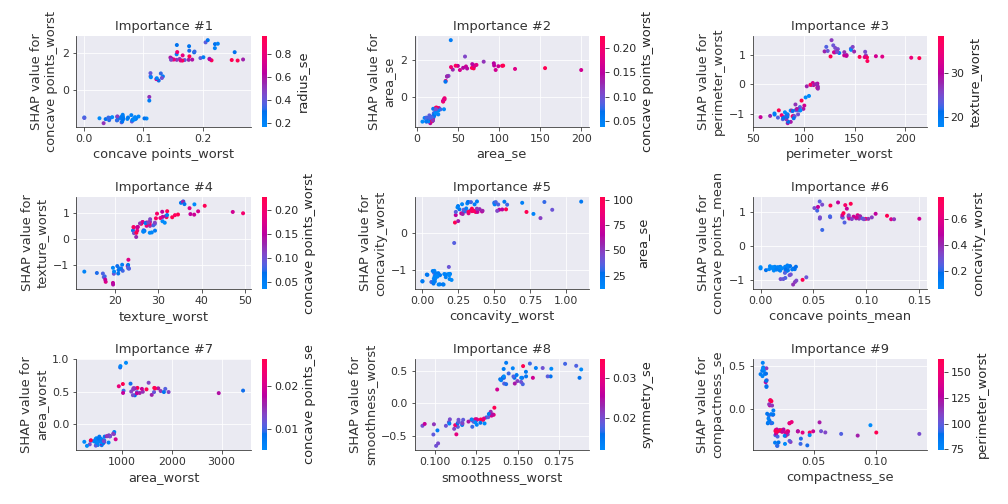 Importance #1
SHAP value for
concave points_worst
2
0
0.0
0.2
concave points_worst
0.8
0.6
0.4
0.2
radius_se
Importance #2
SHAP value for
area_se
2
0
0
50
100
150
200
area_se
0.20
0.15
0.10
0.05
concave points_worst
Importance #3
SHAP value for
perimeter_worst
1
0
−1
50
100
150
200
perimeter_worst
30
20
texture_worst
Importance #4
SHAP value for
texture_worst
1
0
−1
20
30
40
50
texture_worst
0.20
0.15
0.10
0.05
concave points_worst
Importance #5
SHAP value for
concavity_worst
0
−1
0.00
0.25
0.50
0.75
1.00
concavity_worst
100
75
50
25
area_se
Importance #6
SHAP value for
concave points_mean
1
0
−1
0.00
0.05
0.10
0.15
concave points_mean
0.6
0.4
0.2
concavity_worst
Importance #7
SHAP value for
area_worst
1.0
0.5
0.0
1000
2000
3000
area_worst
0.02
0.01
concave points_se
Importance #8
SHAP value for
smoothness_worst
0.5
0.0
−0.5
0.100
0.125
0.150
0.175
smoothness_worst
0.03
0.02
symmetry_se
Importance #9
SHAP value for
compactness_se
0.5
0.0
0.05
0.10
compactness_se
150
125
100
75
perimeter_worst